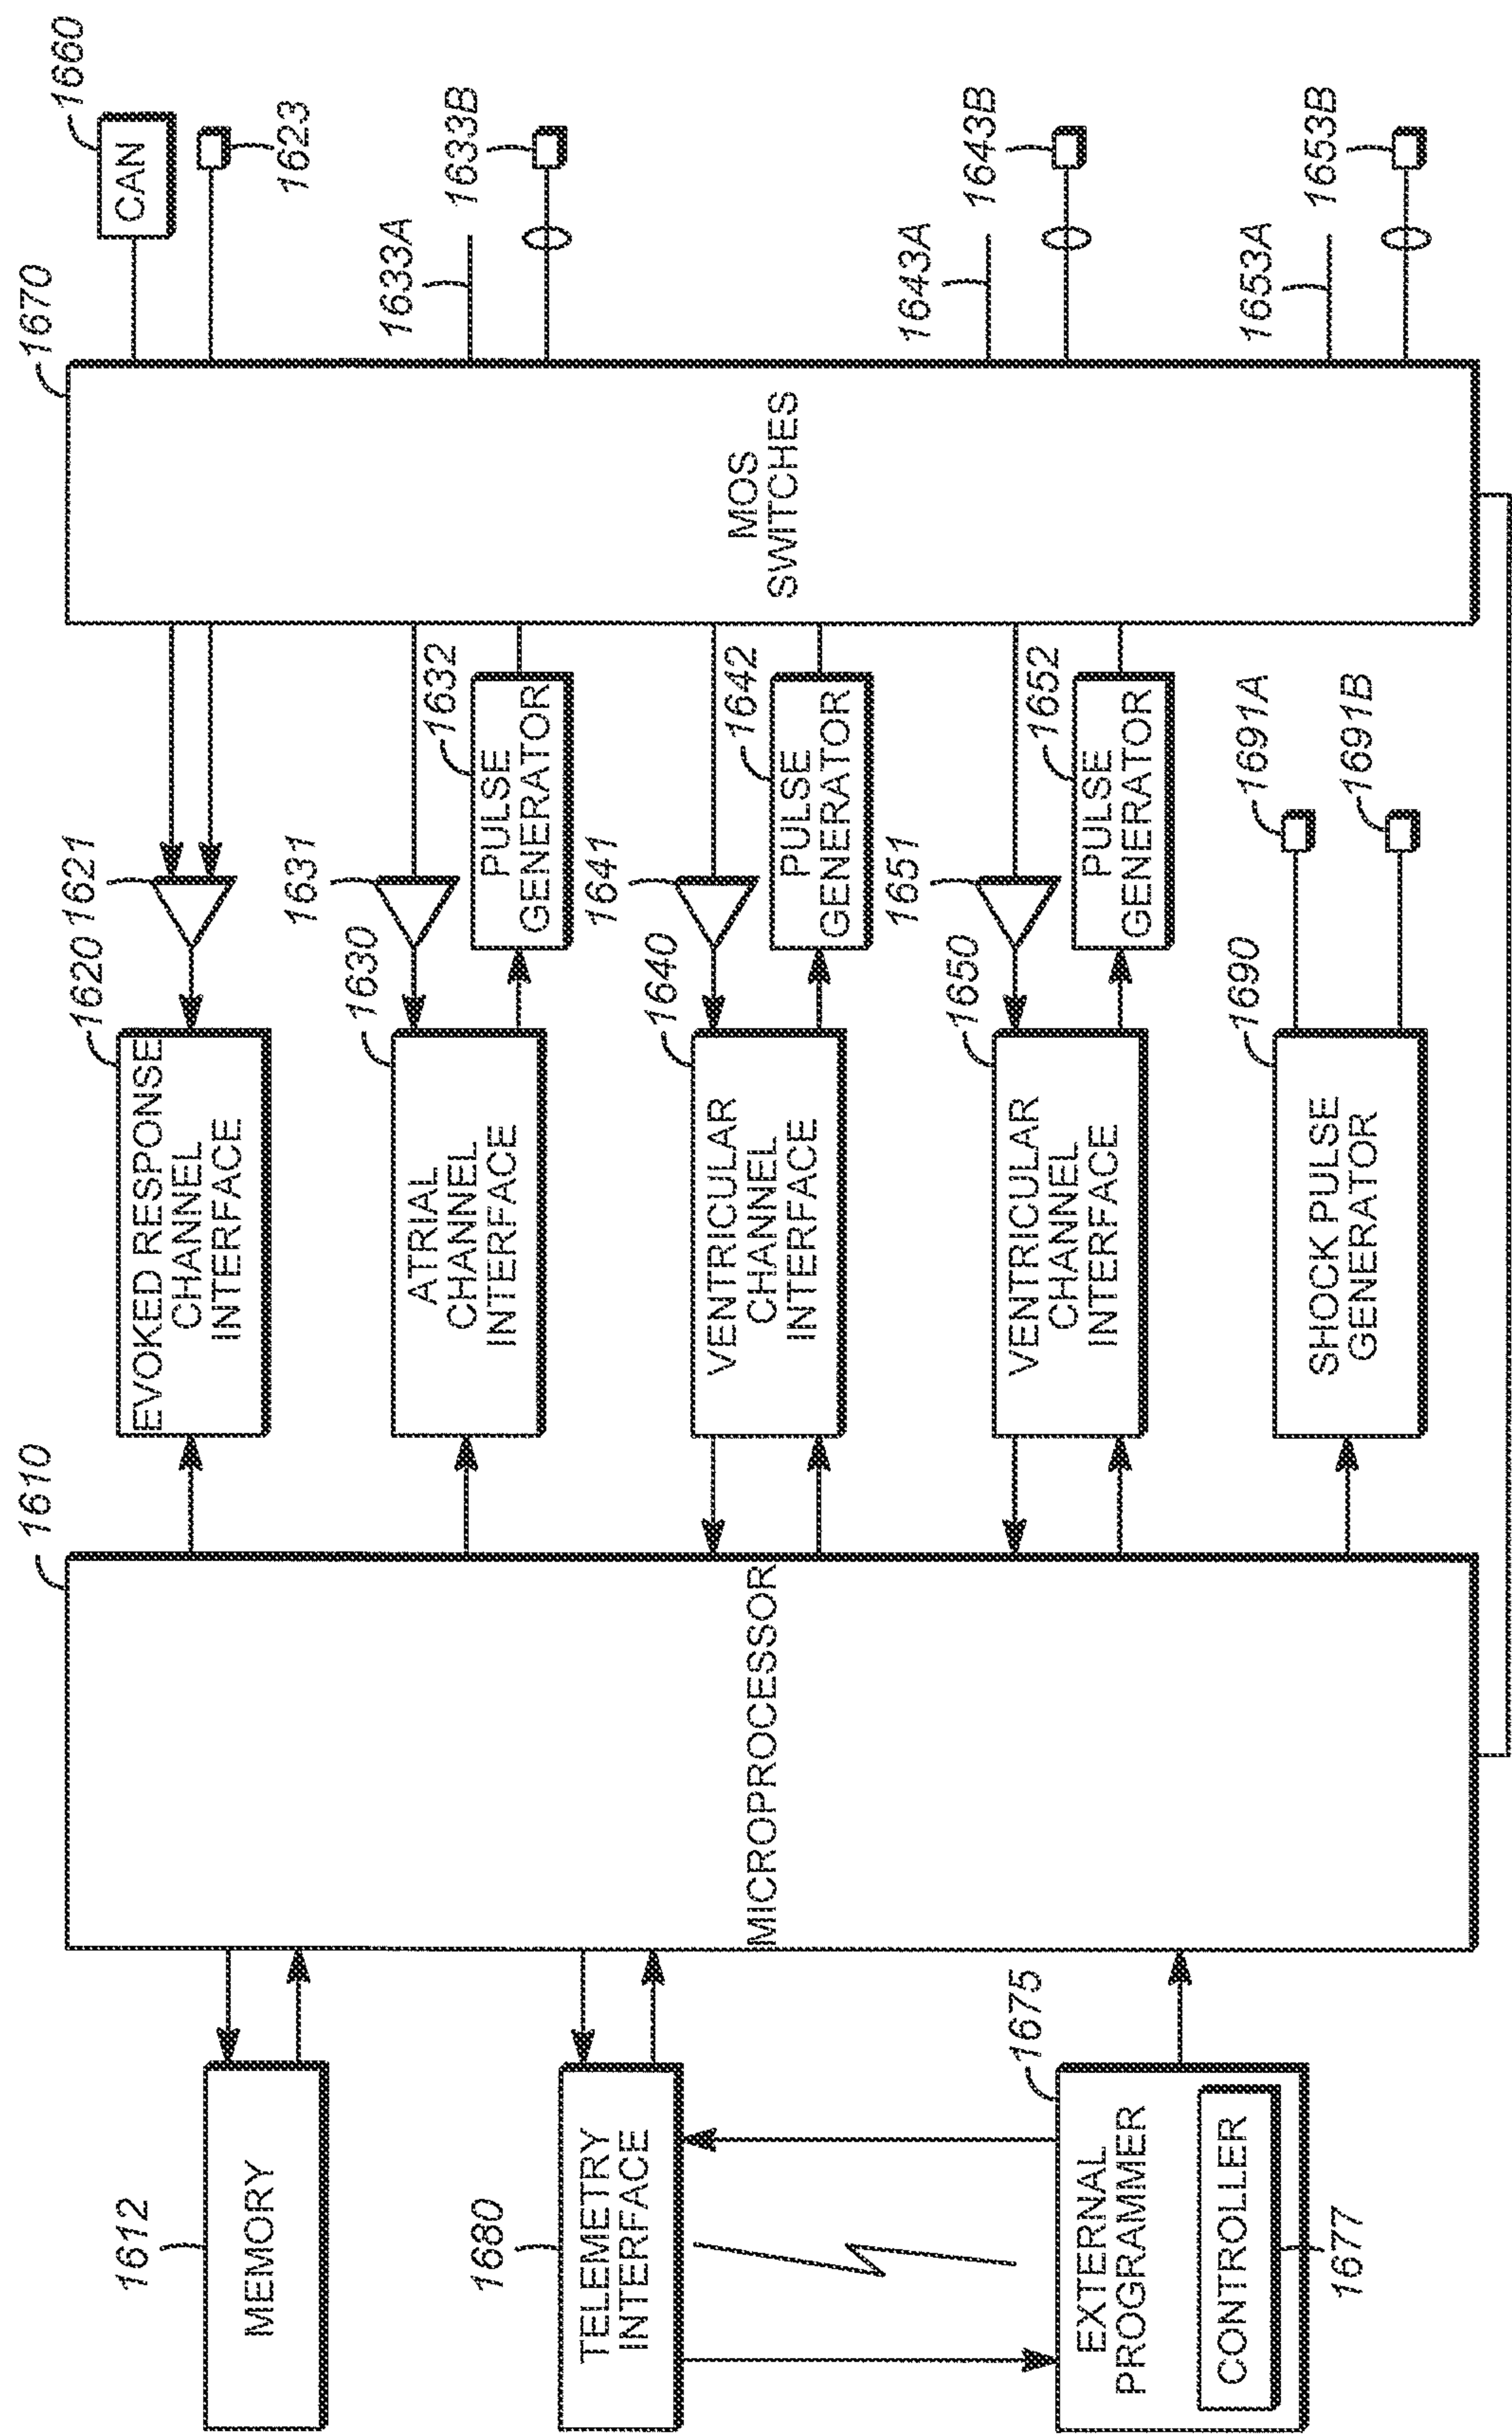 1612
MEMORY
1680
TELEMETRY
INTERFACE
1675
EXTERNAL
PROGRAMMER
CONTROLLER
1677
1610
MICROPROCESSOR
1620
EVOKED RESPONSE
CHANNEL
INTERFACE
1621
1630
ATRIAL
CHANNEL
INTERFACE
1631
1632
PULSE
GENERATOR
1640
VENTRICULAR
CHANNEL
INTERFACE
1641
1642
PULSE
GENERATOR
1650
VENTRICULAR
CHANNEL
INTERFACE
1651
1652
PULSE
GENERATOR
1690
SHOCK PULSE
GENERATOR
1691A
1691B
1670
MOS
SWITCHES
1660
CAN
1623
1633A
1633B
1643A
1643B
1653A
1653B